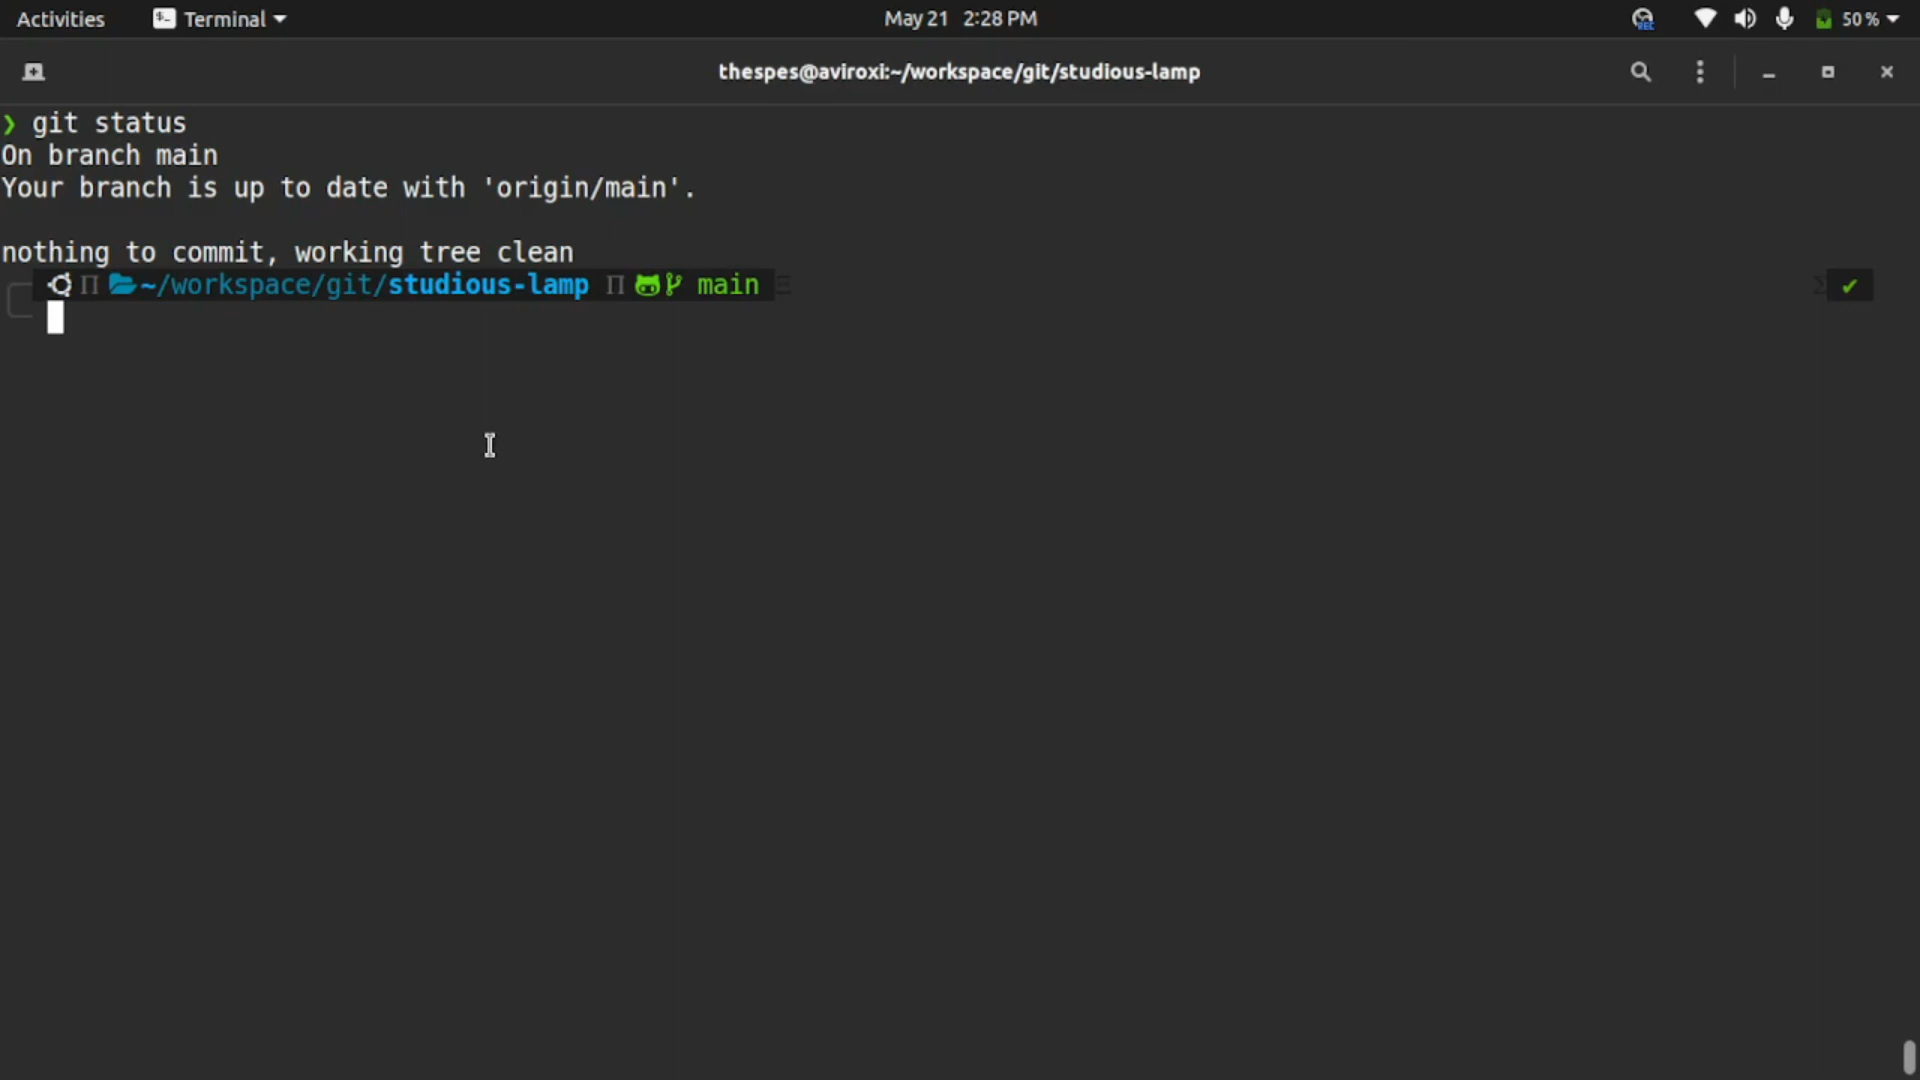 Activities Terminal May 21 2:28 PM 50 %
thespes@aviroxi:~/workspace/git/studious-lamp
❯ git status
On branch main
Your branch is up to date with 'origin/main'.
nothing to commit, working tree clean
Π ~/workspace/git/studious-lamp Π main Ξ Σ ✔